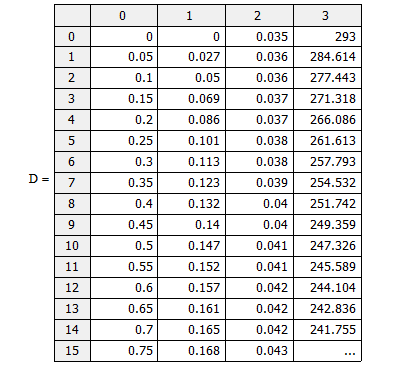 0 1 2 3
0 0 0 0.035 293
1 0.05 0.027 0.036 284.614
2 0.1 0.05 0.036 277.443
3 0.15 0.069 0.037 271.318
4 0.2 0.086 0.037 266.086
5 0.25 0.101 0.038 261.613
6 0.3 0.113 0.038 257.793
D = 7 0.35 0.123 0.039 254.532
8 0.4 0.132 0.04 251.742
9 0.45 0.14 0.04 249.359
10 0.5 0.147 0.041 247.326
11 0.55 0.152 0.041 245.589
12 0.6 0.157 0.042 244.104
13 0.65 0.161 0.042 242.836
14 0.7 0.165 0.042 241.755
15 0.75 0.168 0.043 ...